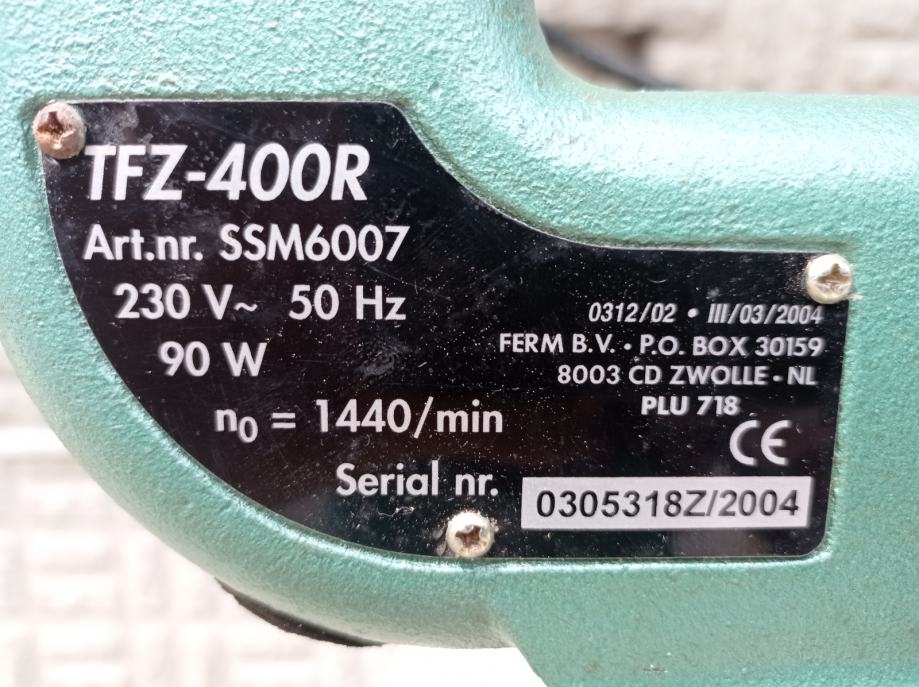 TFZ-400R
Art.nr. SSM6007
230 V~ 50 Hz
90 W
n₀ = 1440/min
Serial nr.
0312/02 • III/03/2004
FERM B.V. • P.O. BOX 30159
8003 CD ZWOLLE - NL
PLU 718
CE
0305318Z/2004